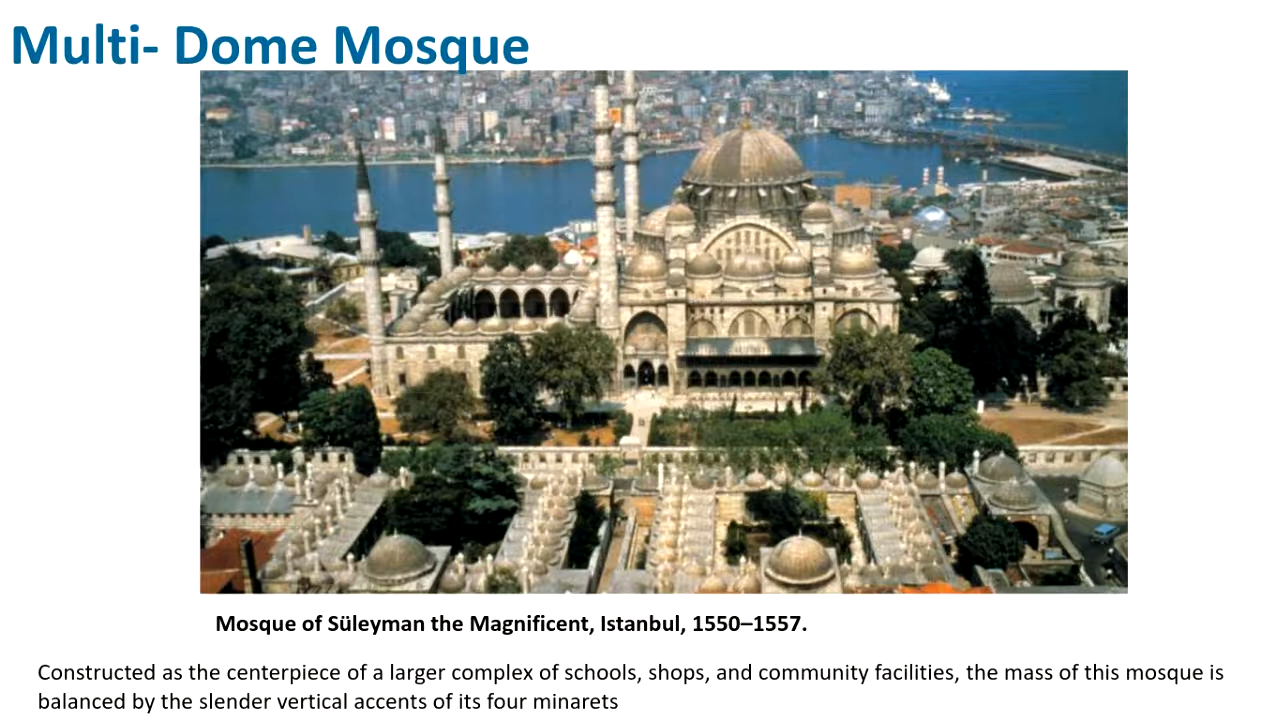 Multi- Dome Mosque
Mosque of Süleyman the Magnificent, Istanbul, 1550–1557.
Constructed as the centerpiece of a larger complex of schools, shops, and community facilities, the mass of this mosque is
balanced by the slender vertical accents of its four minarets